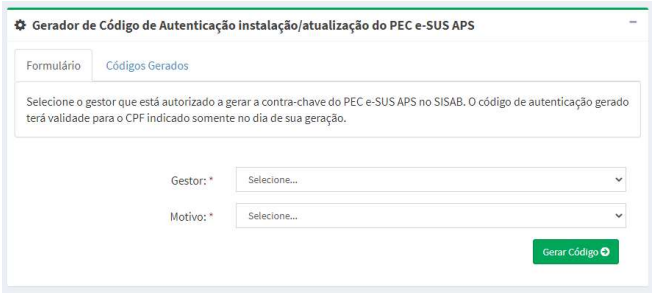 Gerador de Código de Autenticação instalação/atualização do PEC e-SUS APS
Formulário
Códigos Gerados
Selecione o gestor que está autorizado a gerar a contra-chave do PEC e-SUS APS no SISAB. O código de autenticação gerado
terá validade para o CPF indicado somente no dia de sua geração.
Gestor: *
Selecione...
Motivo: *
Selecione...
Gerar Código